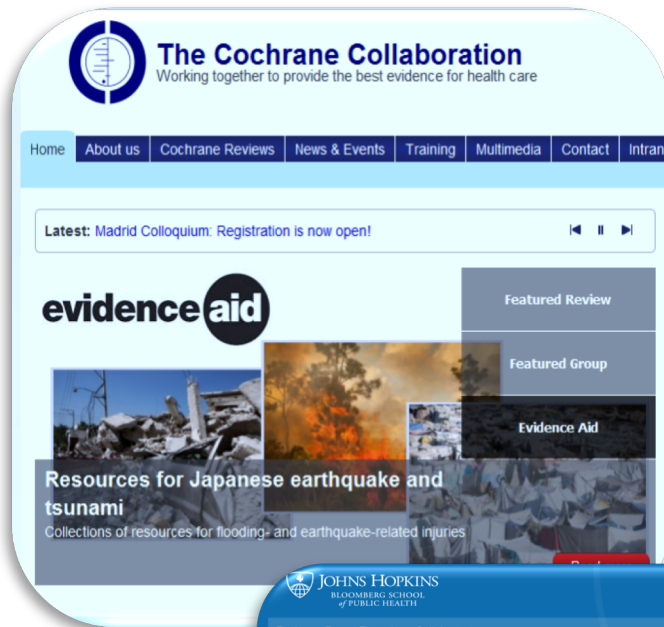 The Cochrane Collaboration
Working together to provide the best evidence for health care
Home About us Cochrane Reviews News & Events Training Multimedia Contact Intran
Latest: Madrid Colloquium: Registration is now open!
evidence aid
Featured Review
Featured Group
Evidence Aid
Resources for Japanese earthquake and
tsunami
Collections of resources for flooding- and earthquake-related injuries
JOHNS HOPKINS
BLOOMBERG SCHOOL
of PUBLIC HEALTH